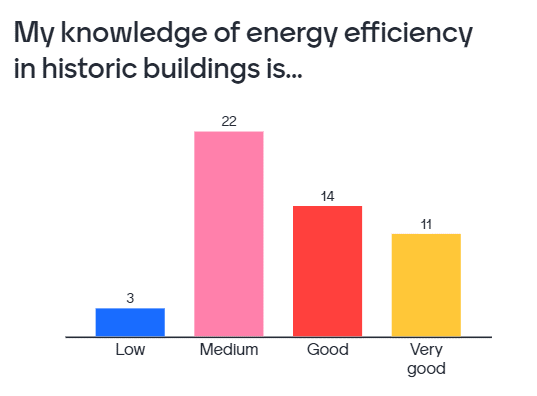 My knowledge of energy efficiency
in historic buildings is...
22
14
11
3
Low Medium Good Very
good